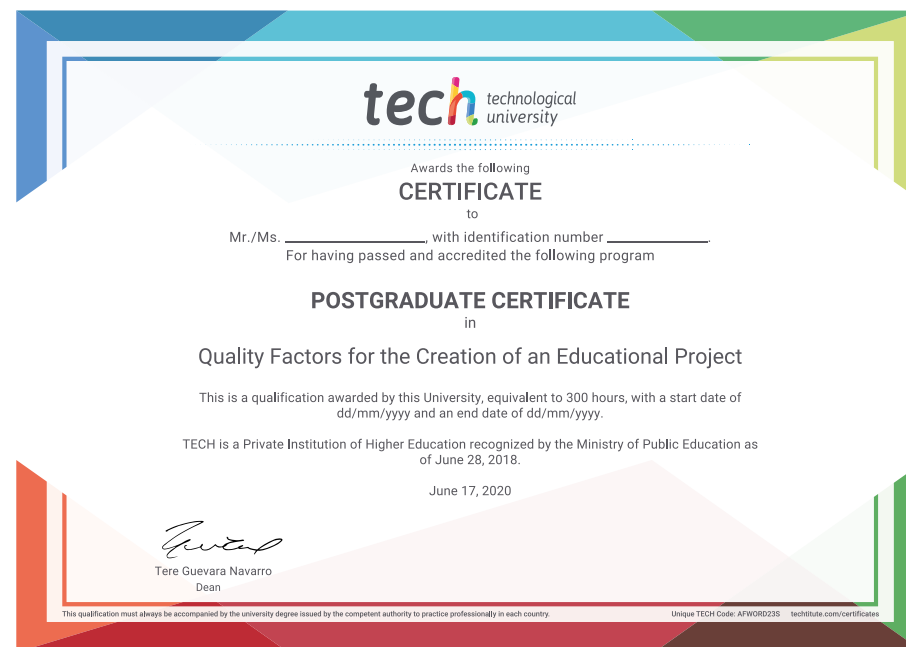 tech technological
university
Awards the following
CERTIFICATE
to
Mr./Ms. ____________________, with identification number ______________.
For having passed and accredited the following program
POSTGRADUATE CERTIFICATE
in
Quality Factors for the Creation of an Educational Project
This is a qualification awarded by this University, equivalent to 300 hours, with a start date of
dd/mm/yyyy and an end date of dd/mm/yyyy.
TECH is a Private Institution of Higher Education recognized by the Ministry of Public Education as
of June 28, 2018.
June 17, 2020
Tere Guevara Navarro
Dean
This qualification must always be accompanied by the university degree issued by the competent authority to practice professionally in each country.
Unique TECH Code: AFWORD23S techtitute.com/certificates